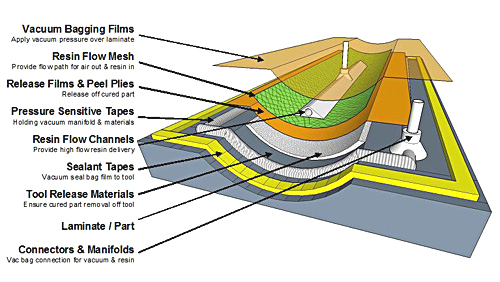 Vacuum Bagging Films
Apply vacuum pressure over laminate
Resin Flow Mesh
Provide flow path for air out & resin in
Release Films & Peel Plies
Release off cured part
Pressure Sensitive Tapes
Holding vacuum manifold & materials
Resin Flow Channels
Provide high flow resin delivery
Sealant Tapes
Vacuum seal bag film to tool
Tool Release Materials
Ensure cured part removal off tool
Laminate / Part
Connectors & Manifolds
Vac bag connection for vacuum & resin